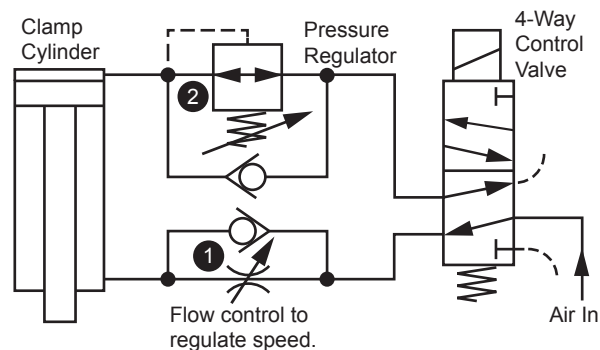 Clamp
Cylinder
Pressure
Regulator
4-Way
Control
Valve
2
1
Flow control to
regulate speed.
Air In